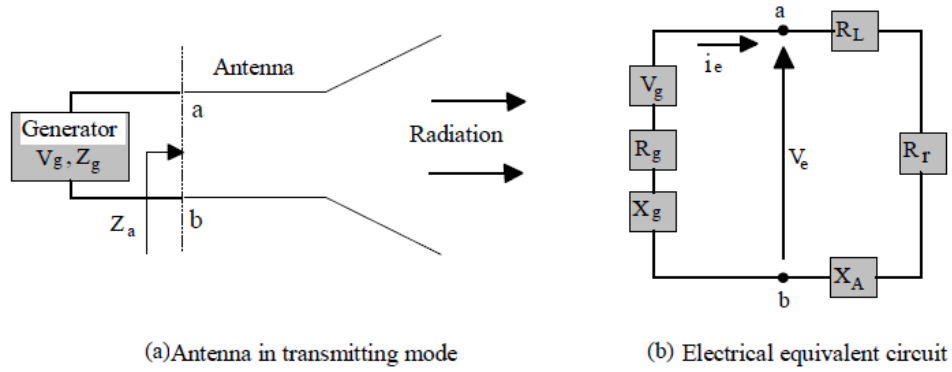 Antenna
a
Generator
Vg, Zg
Radiation
b
Za
(a) Antenna in transmitting mode
a
RL
ie
Vg
Rg
Ve
Rr
Xg
XA
b
(b) Electrical equivalent circuit